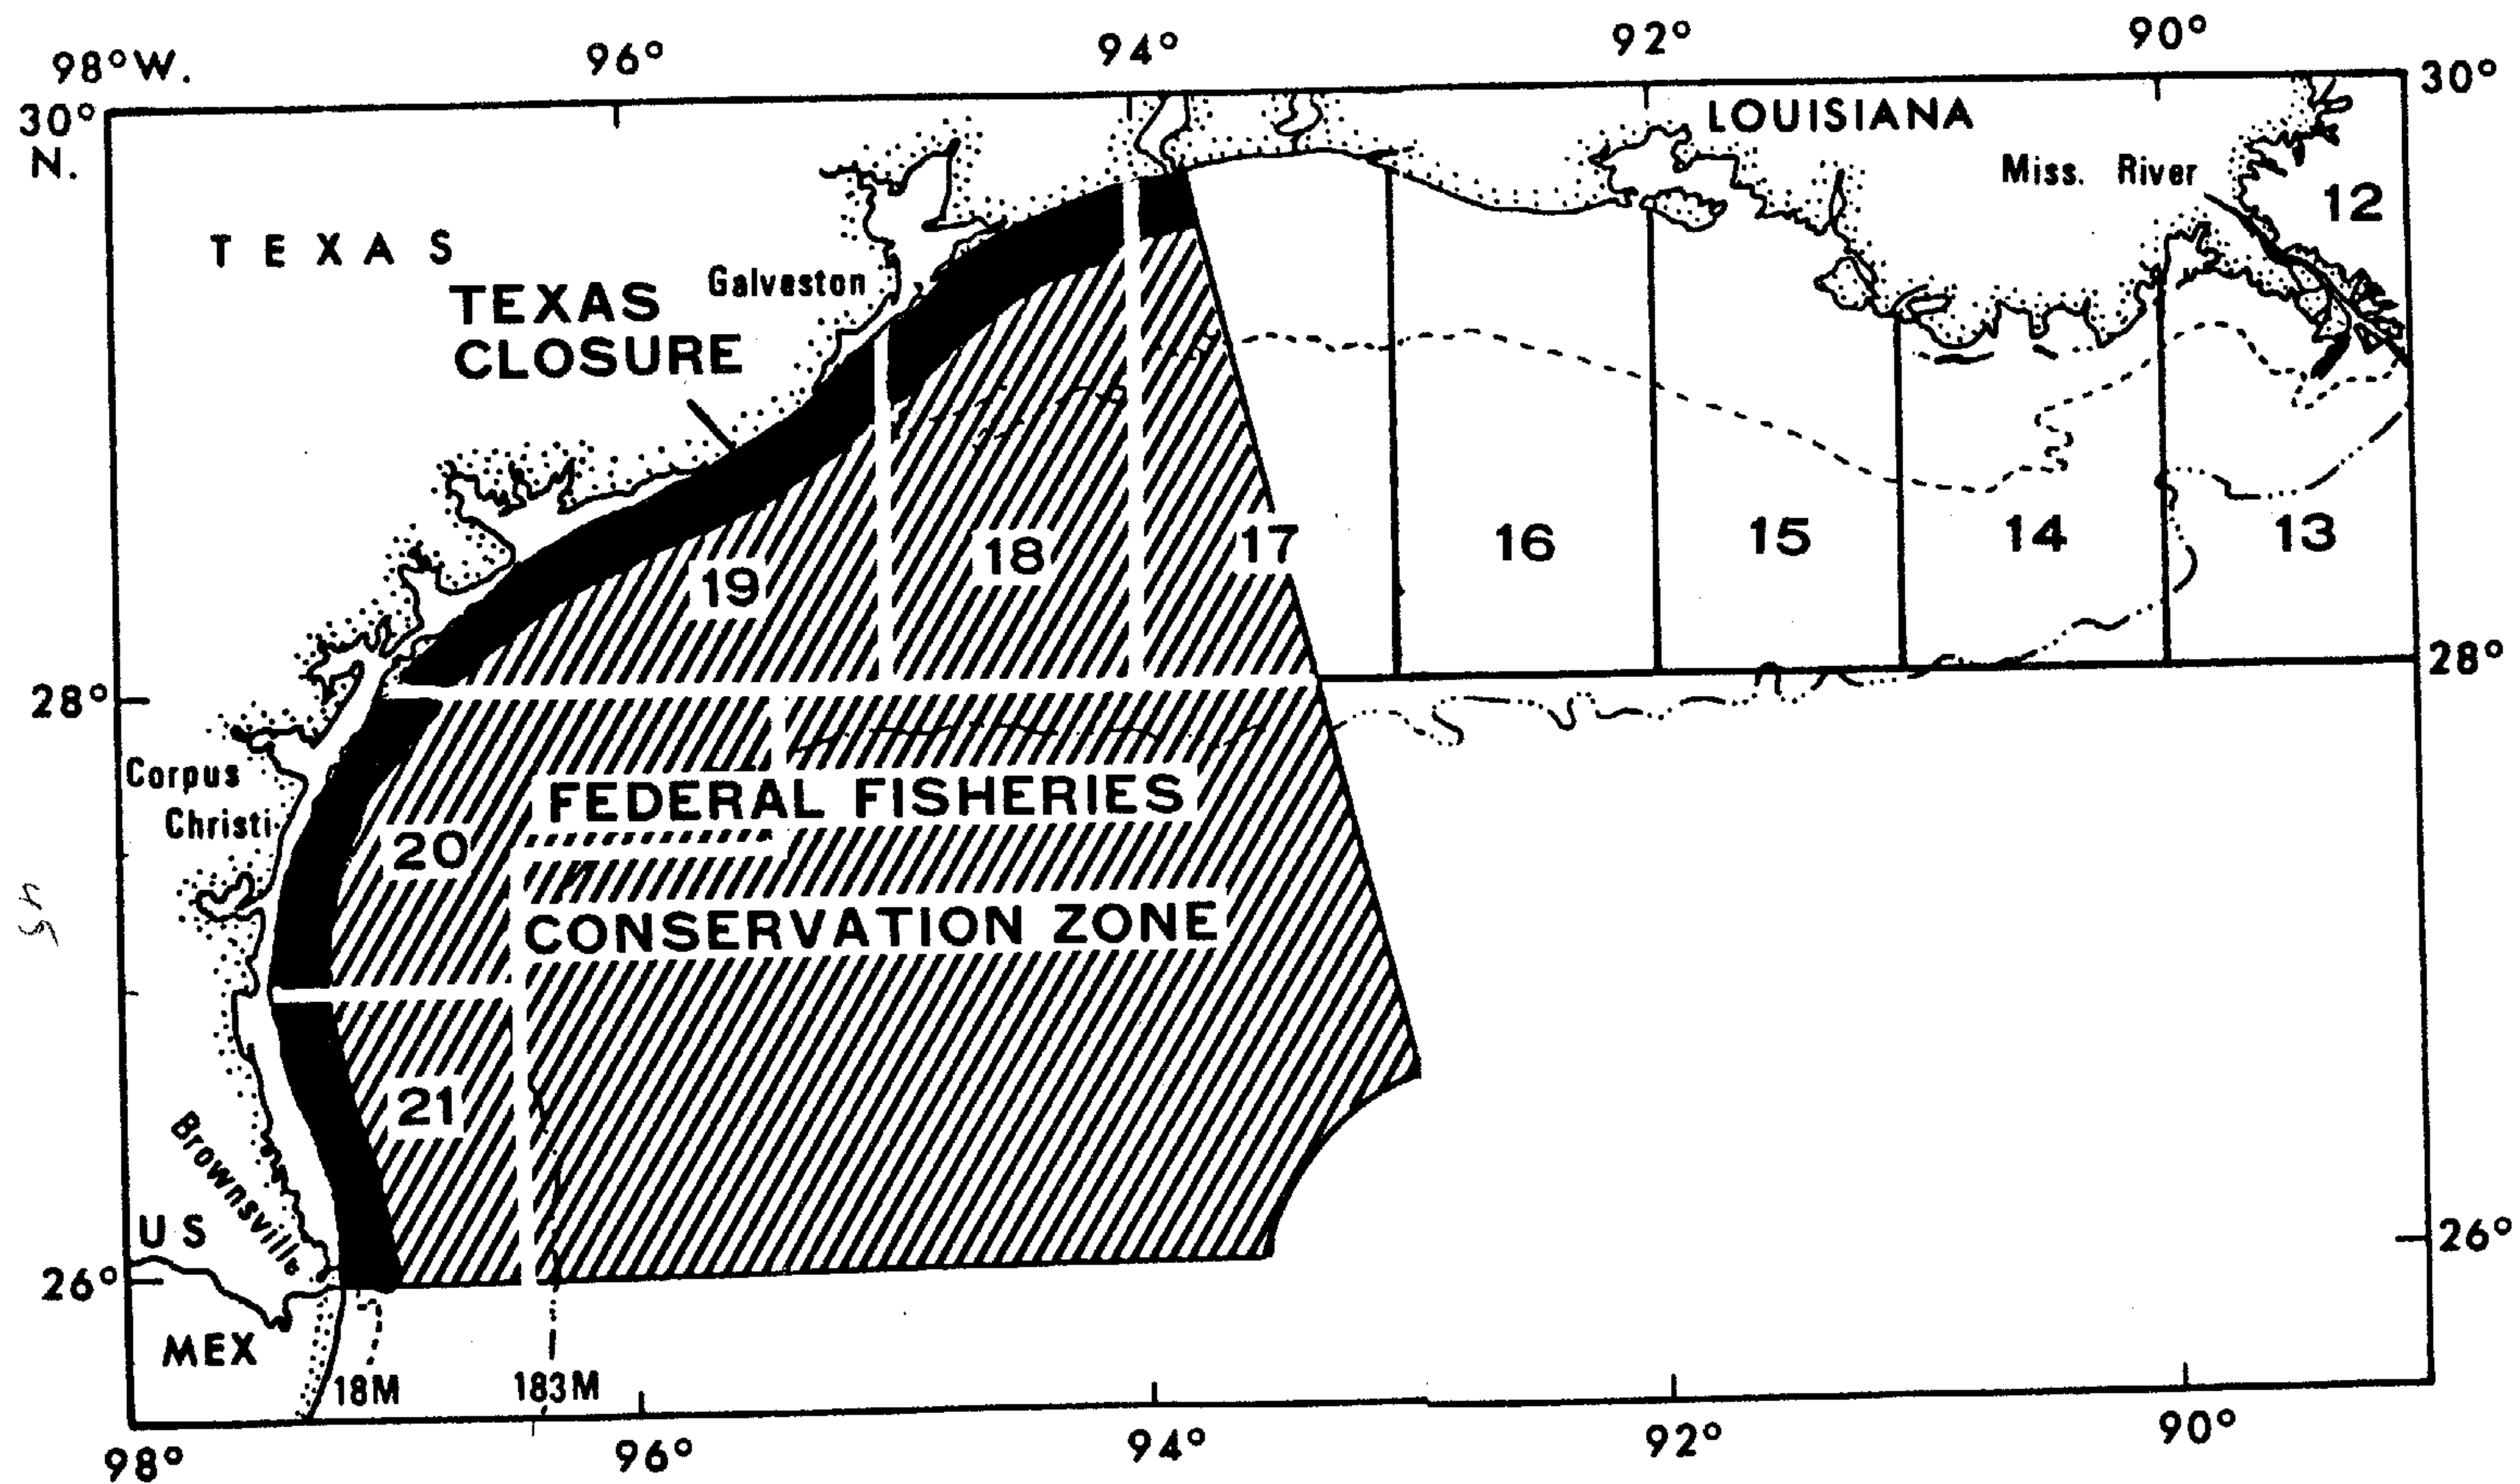 98°W.
96°
94°
92°
90°
30°
N.
30°
LOUISIANA
Miss. River
12
TEXAS
Galveston
TEXAS
CLOSURE
17
16
15
14
13
18
19
28°
28°
Corpus
Christi
FEDERAL FISHERIES
20
CONSERVATION ZONE
21
Brownsville
US
26°
26°
MEX
18M
183M
98°
96°
94°
92°
90°